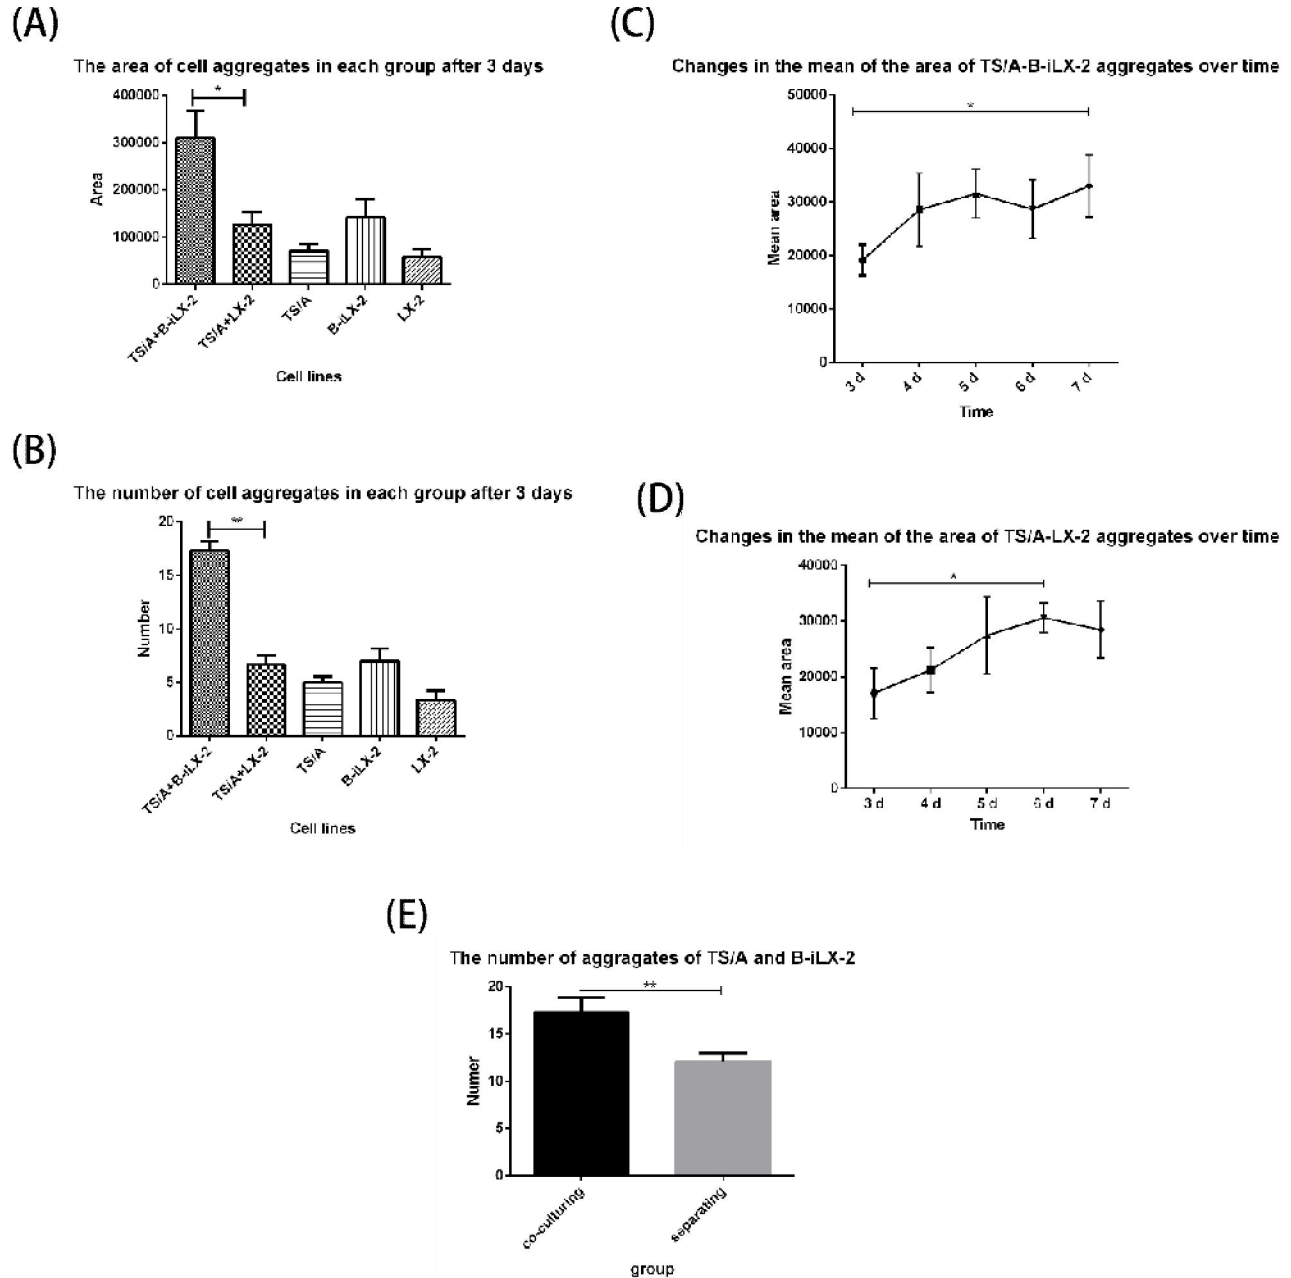 (A)
The area of cell aggregates in each group after 3 days
*
400000
300000
200000
100000
0
Area
TS/A+B-iLX-2
TS/A+LX-2
TS/A
B-iLX-2
LX-2
Cell lines
(B)
The number of cell aggregates in each group after 3 days
**
20
15
10
5
0
Number
TS/A+B-iLX-2
TS/A+LX-2
TS/A
B-iLX-2
LX-2
Cell lines
(C)
Changes in the mean of the area of TS/A-B-iLX-2 aggregates over time
*
50000
40000
30000
20000
10000
0
Mean area
3 d
4 d
5 d
6 d
7 d
Time
(D)
Changes in the mean of the area of TS/A-LX-2 aggregates over time
*
40000
30000
20000
10000
0
Mean area
3 d
4 d
5 d
6 d
7 d
Time
(E)
The number of aggragates of TS/A and B-iLX-2
**
20
15
10
5
0
Numer
co-culturing
separating
group